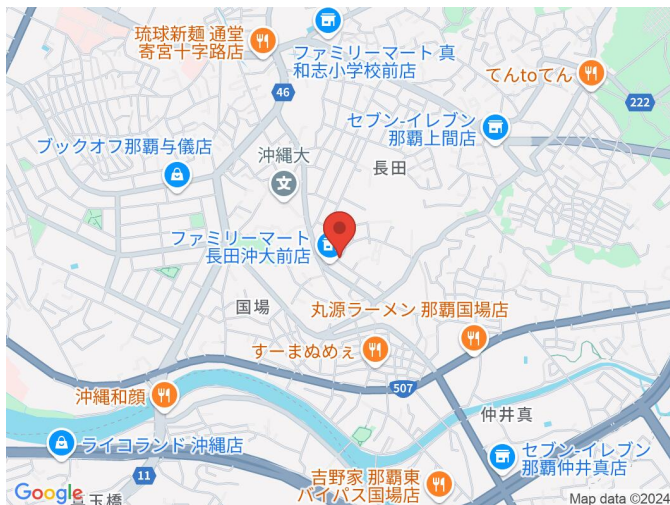 琉球新麺 通堂
寄宮十字路店
ファミリーマート 真
和志小学校前店
てんtoてん
46
222
セブン-イレブン
那覇上間店
ブックオフ那覇与儀店
沖縄大
長田
ファミリーマート
長田沖大前店
国場
丸源ラーメン 那覇国場店
すーまぬめぇ
沖縄和顔
507
仲井真
ライコランド 沖縄店
セブン-イレブン
那覇仲井真店
11
吉野家 那覇東
バイパス国場店
Google
真玉橋
Map data ©2024